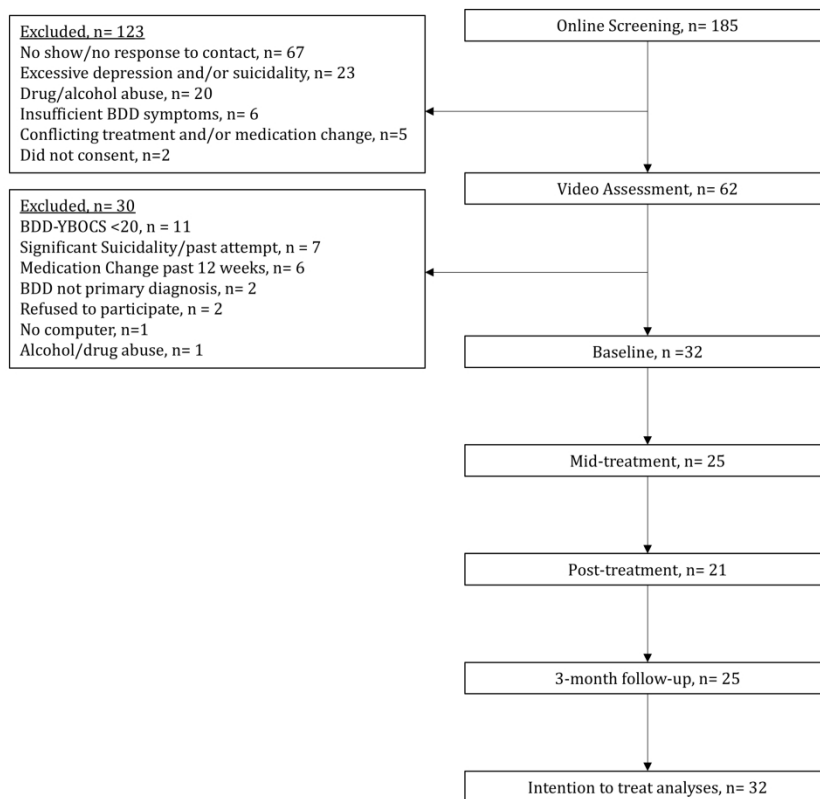 Excluded, n= 123
No show/no response to contact, n= 67
Excessive depression and/or suicidality, n= 23
Drug/alcohol abuse, n= 20
Insufficient BDD symptoms, n= 6
Conflicting treatment and/or medication change, n=5
Did not consent, n=2
Online Screening, n= 185
Video Assessment, n= 62
Excluded, n= 30
BDD-YBOCS <20, n = 11
Significant Suicidality/past attempt, n = 7
Medication Change past 12 weeks, n= 6
BDD not primary diagnosis, n= 2
Refused to participate, n = 2
No computer, n=1
Alcohol/drug abuse, n= 1
Baseline, n =32
Mid-treatment, n= 25
Post-treatment, n= 21
3-month follow-up, n= 25
Intention to treat analyses, n= 32